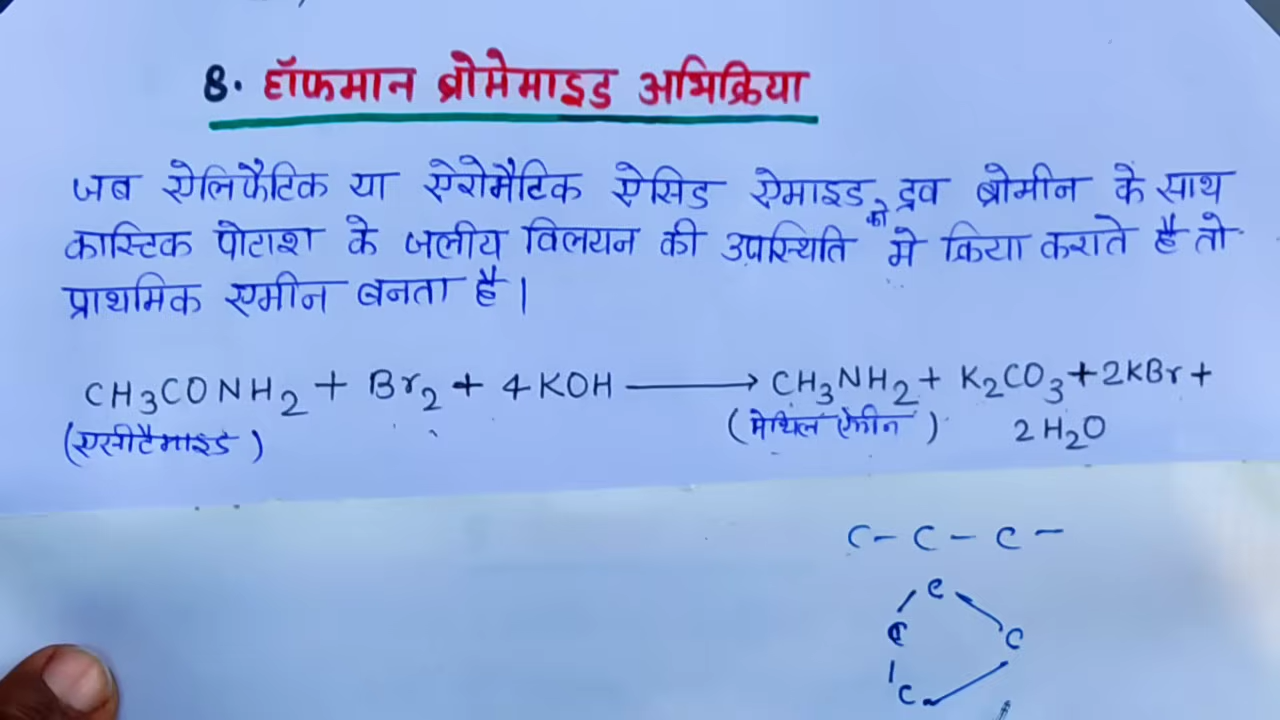 8. हॉफमान ब्रोमेमाइड अभिक्रिया
जब ऐलिफैटिक या ऐरोमैटिक ऐसिड ऐमाइड को द्रव ब्रोमीन के साथ
कास्टिक पोटाश के जलीय विलयन की उपस्थिति मे क्रिया कराते है तो
प्राथमिक एमीन बनता है।
CH3CONH2 + Br2 + 4KOH ⟶ CH3NH2 + K2CO3 + 2KBr +
(एसीटैमाइड) (मेथिल ऐमीन) 2H2O
C - C - C -
C
C C
C